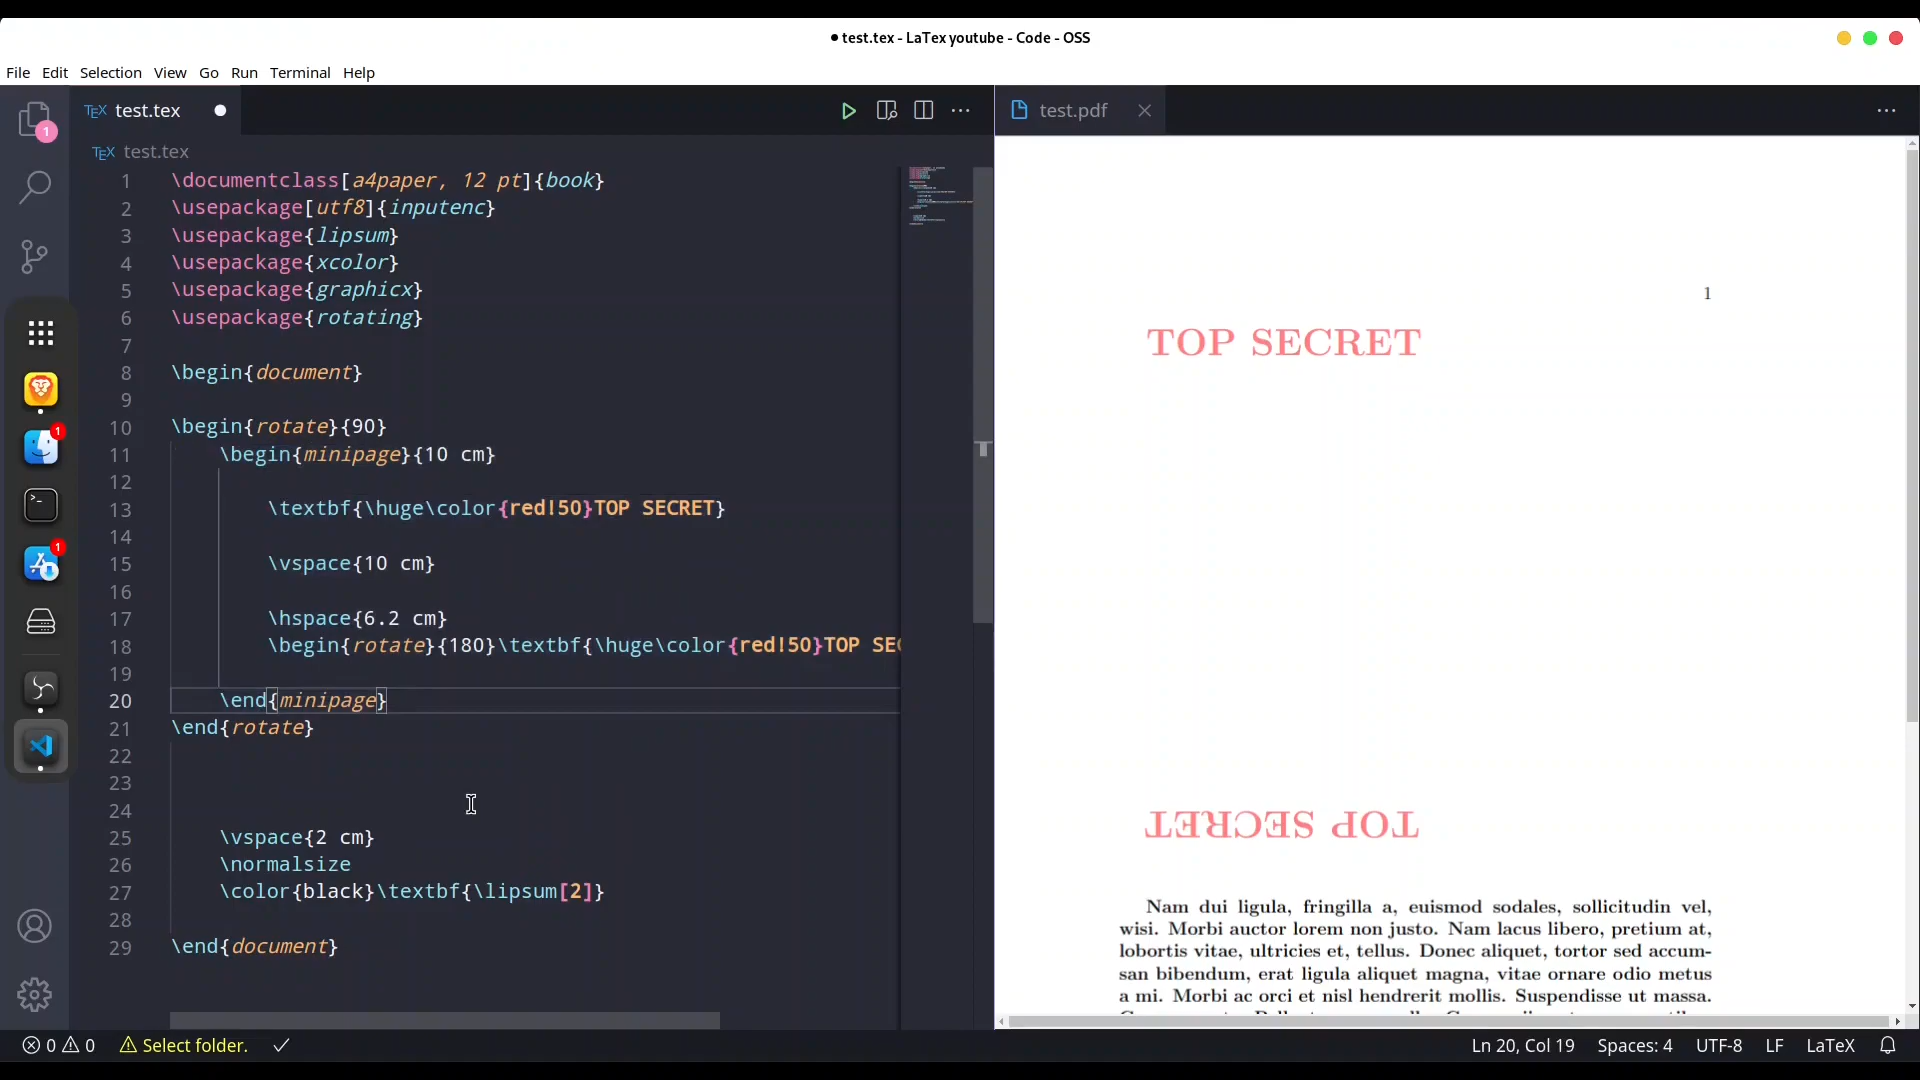 test.tex - LaTex youtube - Code - OSS
File Edit Selection View Go Run Terminal Help
1
TEX test.tex
test.pdf
TEX test.tex
1 \documentclass[a4paper, 12 pt]{book}
2 \usepackage[utf8]{inputenc}
3 \usepackage{lipsum}
4 \usepackage{xcolor}
5 \usepackage{graphicx}
6 \usepackage{rotating}
7
8 \begin{document}
9
10 \begin{rotate}{90}
11 \begin{minipage}{10 cm}
12
13 \textbf{\huge\color{red!50}TOP SECRET}
14
15 \vspace{10 cm}
16
17 \hspace{6.2 cm}
18 \begin{rotate}{180}\textbf{\huge\color{red!50}TOP SEC
19
20 \end{minipage}
21 \end{rotate}
22
23
24
25 \vspace{2 cm}
26 \normalsize
27 \color{black}\textbf{\lipsum[2]}
28
29 \end{document}
1
1
1
TOP SECRET
TOP SECRET
Nam dui ligula, fringilla a, euismod sodales, sollicitudin vel,
wisi. Morbi auctor lorem non justo. Nam lacus libero, pretium at,
lobortis vitae, ultricies et, tellus. Donec aliquet, tortor sed accum-
san bibendum, erat ligula aliquet magna, vitae ornare odio metus
a mi. Morbi ac orci et nisl hendrerit mollis. Suspendisse ut massa.
0 0 Select folder. Ln 20, Col 19 Spaces: 4 UTF-8 LF LaTeX